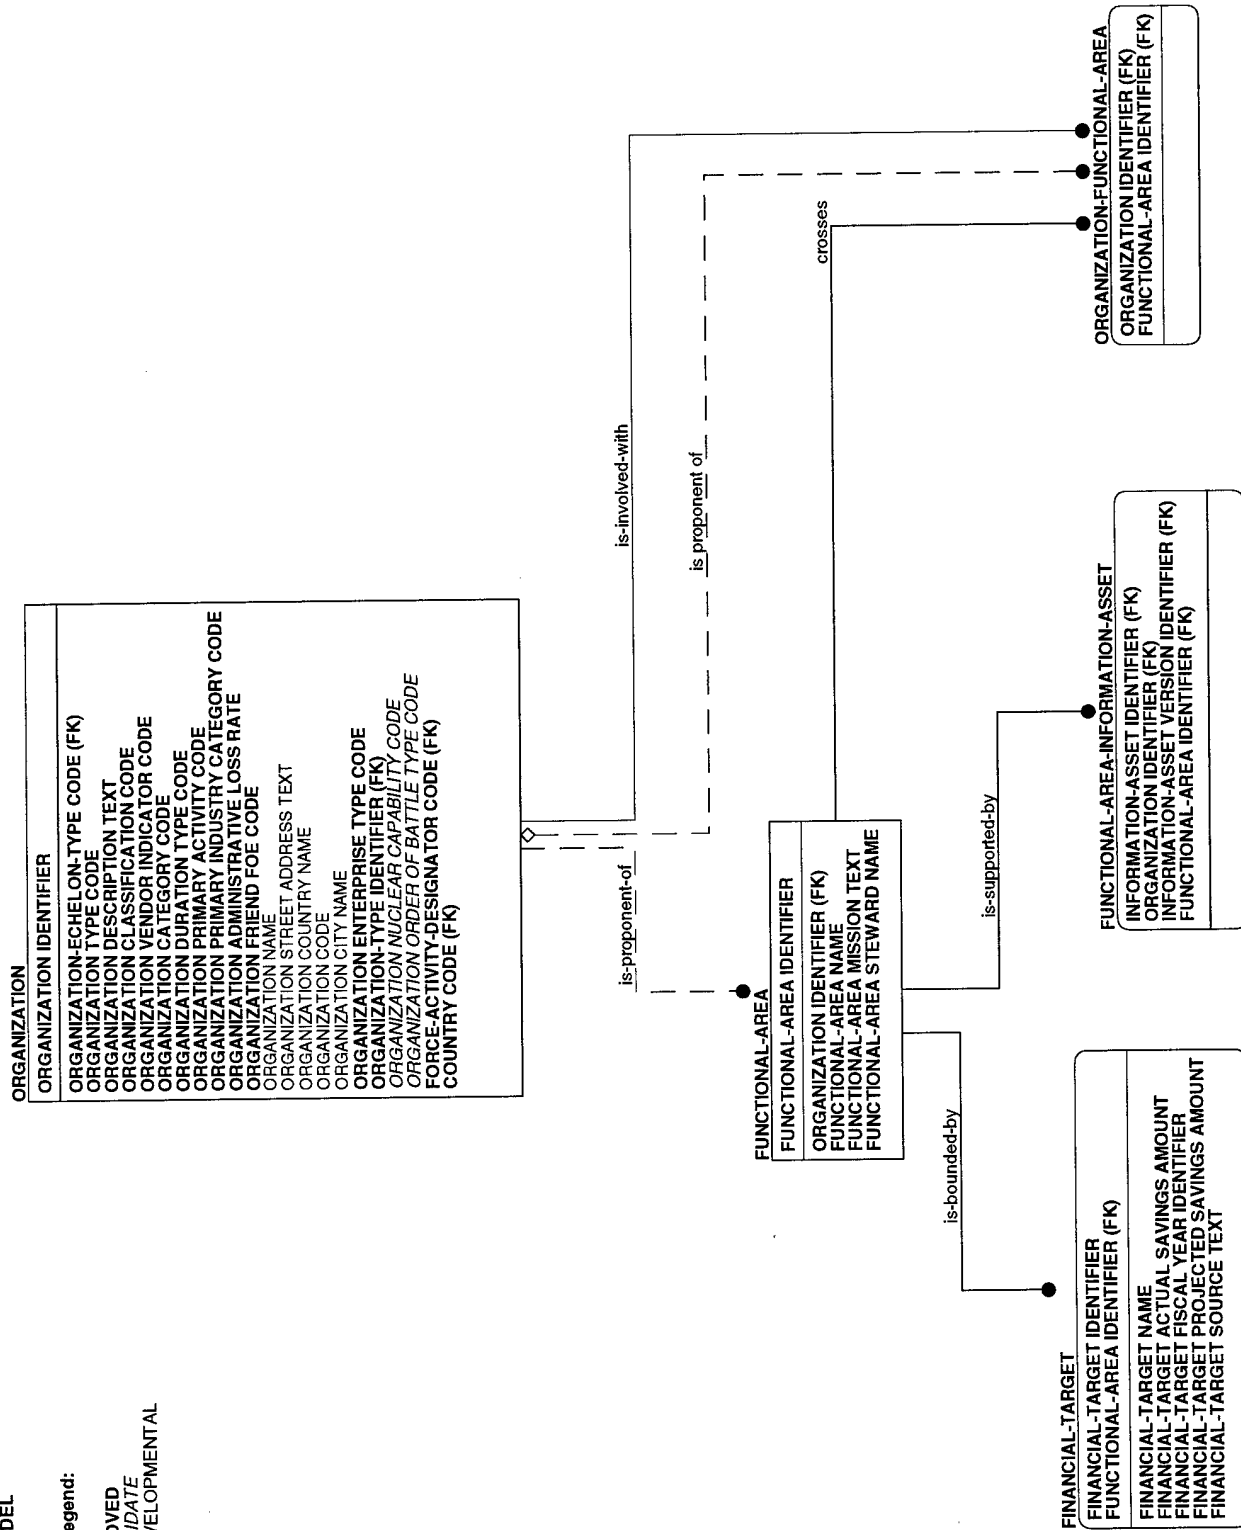 DEL
egend:
OVED
IDATE
VELOPMENTAL
ORGANIZATION
ORGANIZATION IDENTIFIER
ORGANIZATION-ECHELON-TYPE CODE (FK)
ORGANIZATION TYPE CODE
ORGANIZATION DESCRIPTION TEXT
ORGANIZATION CLASSIFICATION CODE
ORGANIZATION VENDOR INDICATOR CODE
ORGANIZATION CATEGORY CODE
ORGANIZATION DURATION TYPE CODE
ORGANIZATION PRIMARY ACTIVITY CODE
ORGANIZATION PRIMARY INDUSTRY CATEGORY CODE
ORGANIZATION ADMINISTRATIVE LOSS RATE
ORGANIZATION FRIEND FOE CODE
ORGANIZATION NAME
ORGANIZATION STREET ADDRESS TEXT
ORGANIZATION COUNTRY NAME
ORGANIZATION CODE
ORGANIZATION CITY NAME
ORGANIZATION ENTERPRISE TYPE CODE
ORGANIZATION-TYPE IDENTIFIER (FK)
ORGANIZATION NUCLEAR CAPABILITY CODE
ORGANIZATION ORDER OF BATTLE TYPE CODE
FORCE-ACTIVITY-DESIGNATOR CODE (FK)
COUNTRY CODE (FK)
is-proponent-of
is-involved-with
is proponent of
crosses
FUNCTIONAL-AREA
FUNCTIONAL-AREA IDENTIFIER
ORGANIZATION IDENTIFIER (FK)
FUNCTIONAL-AREA NAME
FUNCTIONAL-AREA MISSION TEXT
FUNCTIONAL-AREA STEWARD NAME
is-bounded-by
is-supported-by
FINANCIAL-TARGET
FINANCIAL-TARGET IDENTIFIER
FUNCTIONAL-AREA IDENTIFIER (FK)
FINANCIAL-TARGET NAME
FINANCIAL-TARGET ACTUAL SAVINGS AMOUNT
FINANCIAL-TARGET FISCAL YEAR IDENTIFIER
FINANCIAL-TARGET PROJECTED SAVINGS AMOUNT
FINANCIAL-TARGET SOURCE TEXT
FUNCTIONAL-AREA-INFORMATION-ASSET
INFORMATION-ASSET IDENTIFIER (FK)
ORGANIZATION IDENTIFIER (FK)
INFORMATION-ASSET VERSION IDENTIFIER (FK)
FUNCTIONAL-AREA IDENTIFIER (FK)
ORGANIZATION-FUNCTIONAL-AREA
ORGANIZATION IDENTIFIER (FK)
FUNCTIONAL-AREA IDENTIFIER (FK)